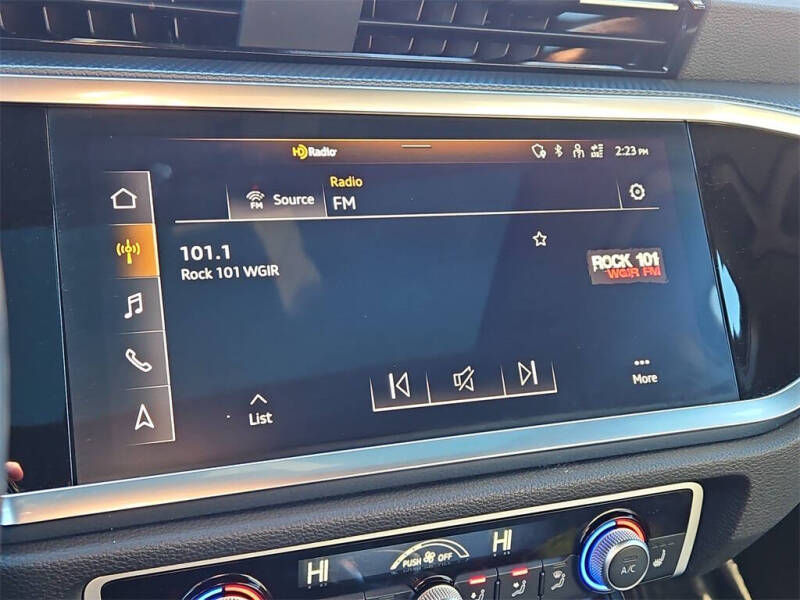 HD Radio
2:23 PM
FM
Source
Radio
FM
101.1
Rock 101 WGIR
ROCK 101
WGIR FM
List
More
HI
PUSH OFF
HI
A/C